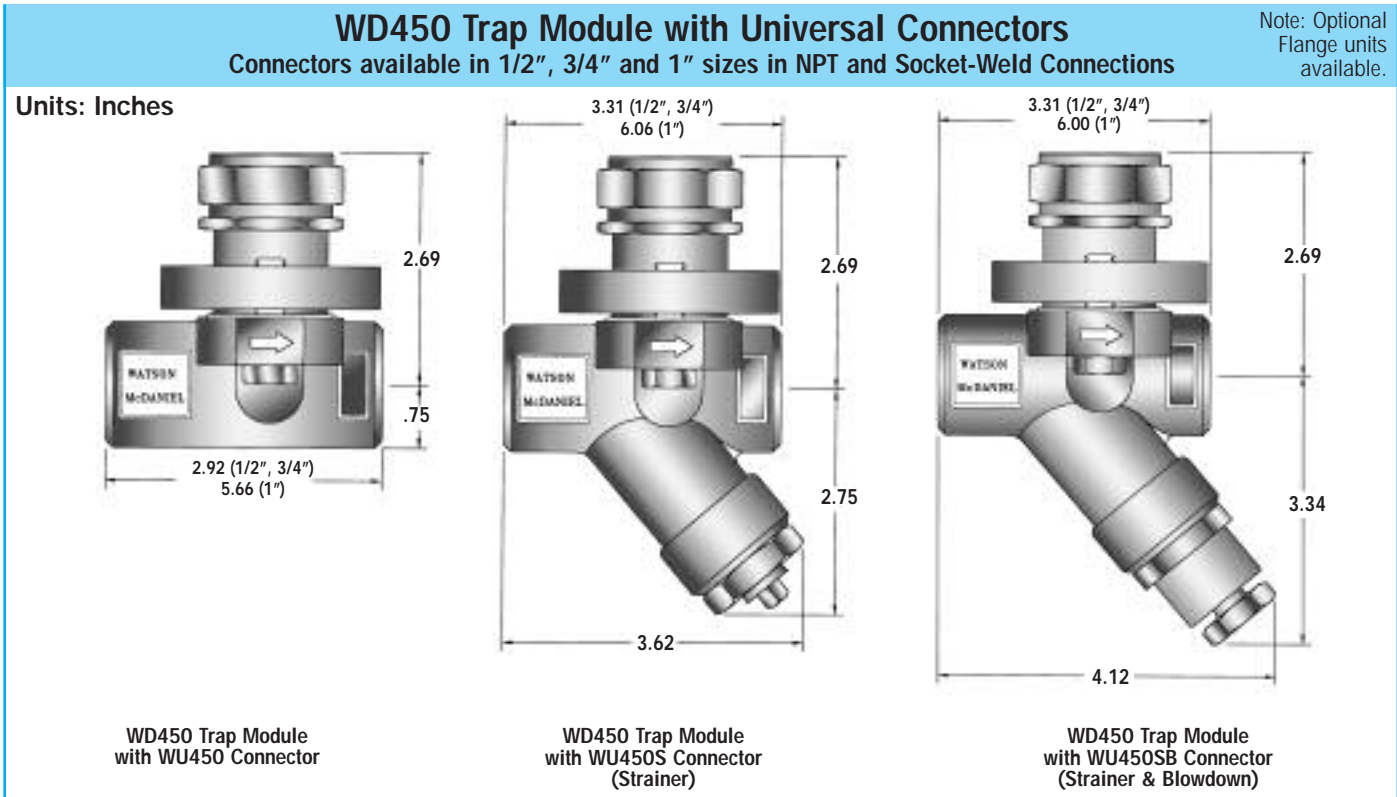 WD450 Trap Module with Universal Connectors
Connectors available in 1/2", 3/4" and 1" sizes in NPT and Socket-Weld Connections
Note: Optional
Flange units
available.
Units: Inches
2.69
.75
WATSON
McDANIEL
2.92 (1/2", 3/4")
5.66 (1")
WD450 Trap Module
with WU450 Connector
3.31 (1/2", 3/4")
6.06 (1")
2.69
WATSON
McDANIEL
2.75
3.62
WD450 Trap Module
with WU450S Connector
(Strainer)
3.31 (1/2", 3/4")
6.00 (1")
2.69
WATSON
McDANIEL
3.34
4.12
WD450 Trap Module
with WU450SB Connector
(Strainer & Blowdown)